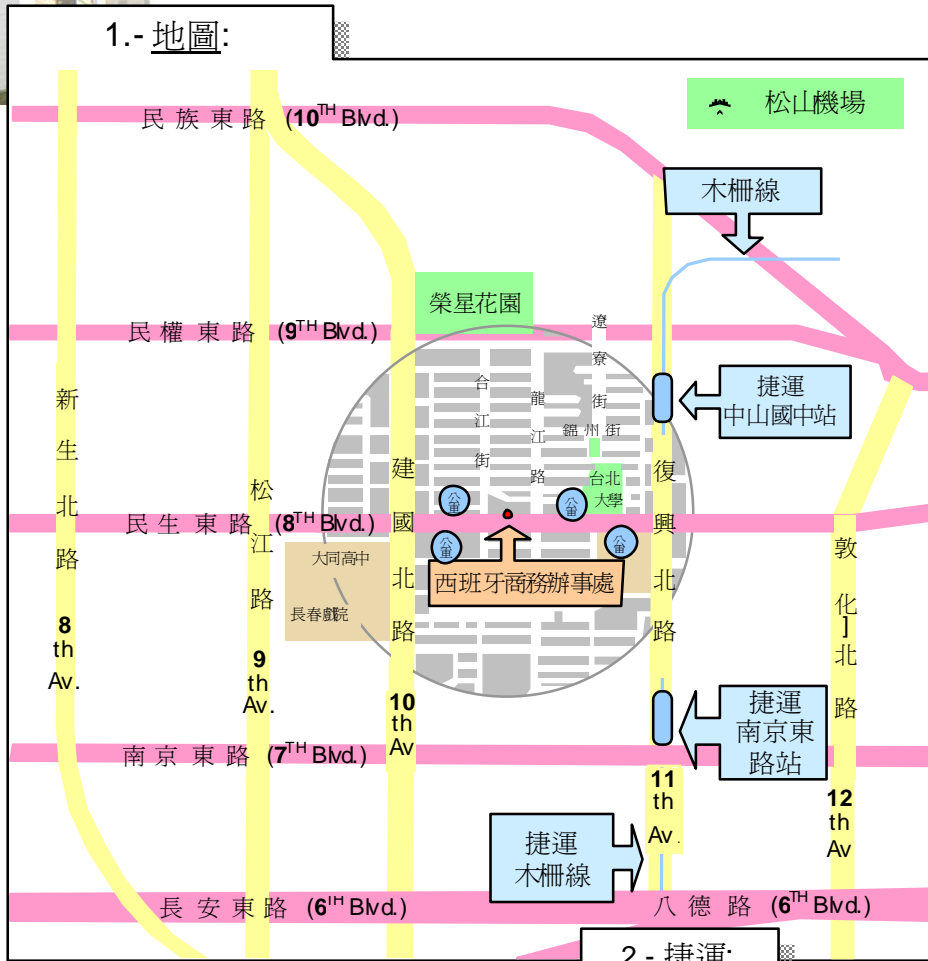 1.- 地圖:
松山機場
民族東路 (10TH Blvd.)
木柵線
榮星花園
民權東路 (9TH Blvd.)
遼寮街
捷運
中山國中站
合江街
龍江路
錦州街
新生北路
8
th
Av.
松江路
9
th
Av.
建國北路
10
th
Av
復興北路
11
th
Av.
敦化]北路
12
th
Av
台北
大學
公車
公車
公車
公車
民生東路 (8TH Blvd.)
大同高中
長春戲院
西班牙商務辦事處
捷運
南京東
路站
南京東路 (7TH Blvd.)
捷運
木柵線
長安東路 (6TH Blvd.)
八德路 (6TH Blvd.)
2.- 捷運: